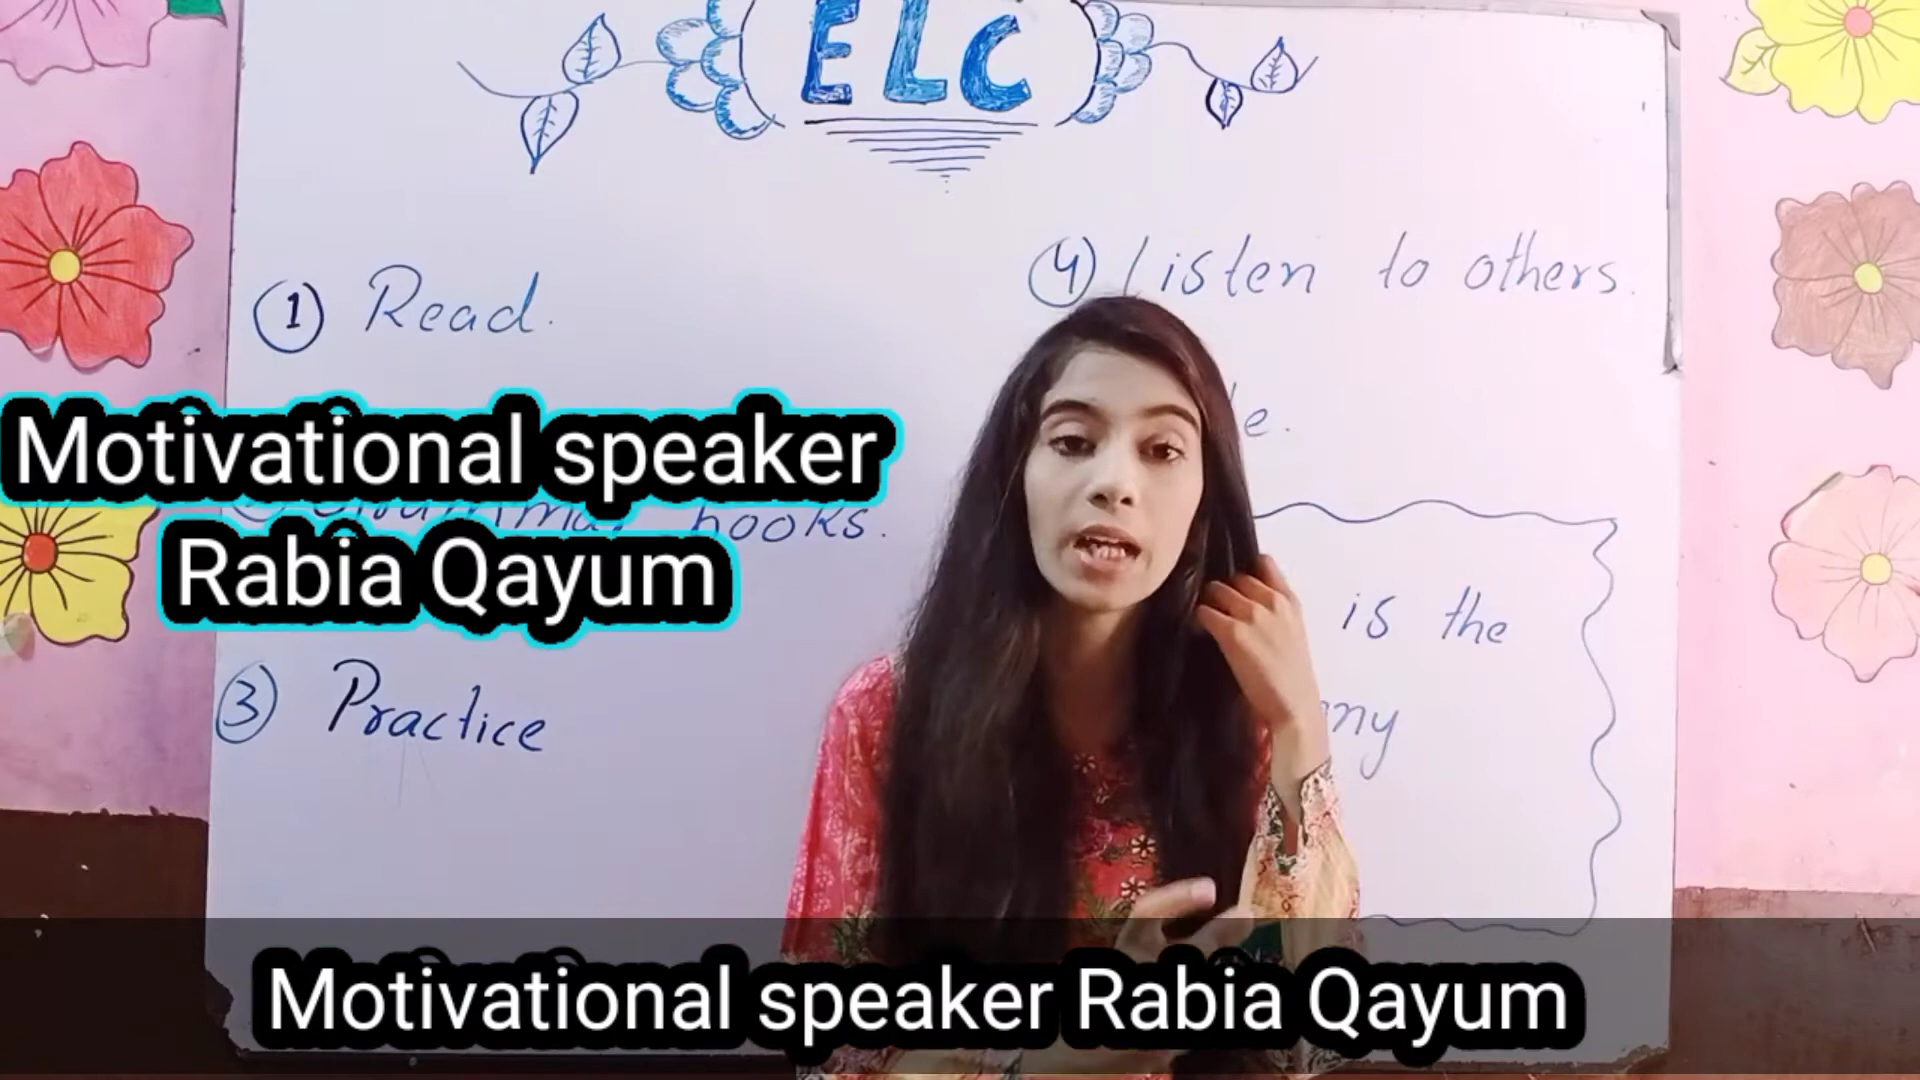 ELC
① Read.
Motivational speaker
books.
Rabia Qayum
③ Practice
④ Listen to others.
is the
Motivational speaker Rabia Qayum